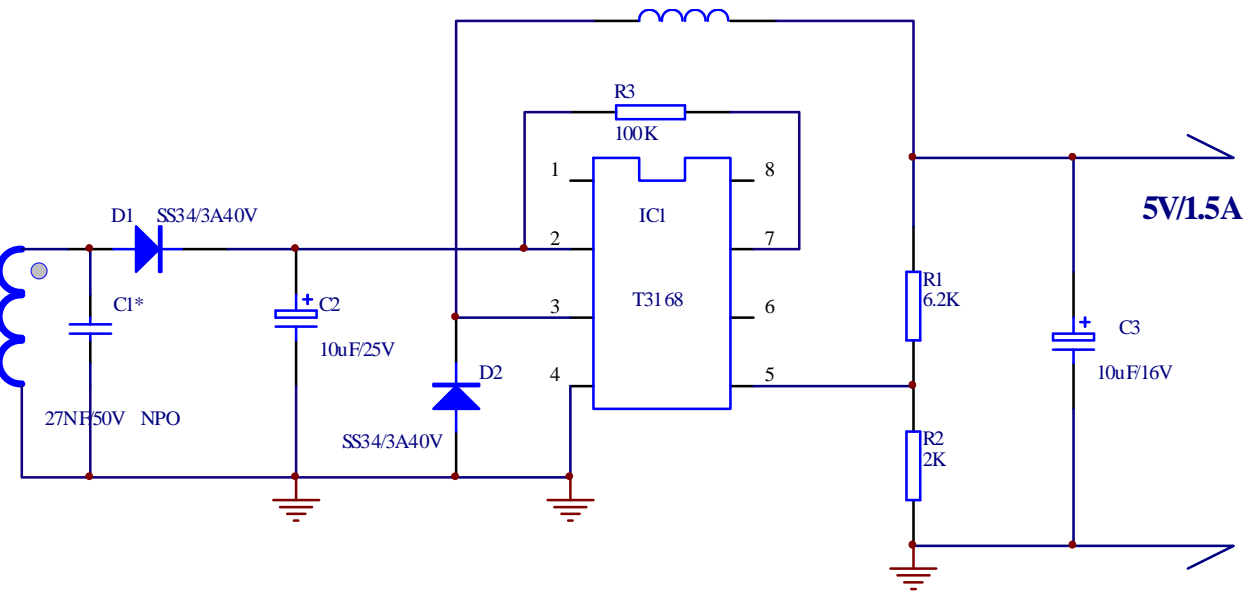 R3
100K
1
8
5V/1.5A
D1 SS34/3A40V
IC1
2
7
R1
6.2K
C1*
C2
T3168
3
6
C3
10uF/25V
D2
4
5
10uF/16V
27NF/50V NPO
SS34/3A40V
R2
2K